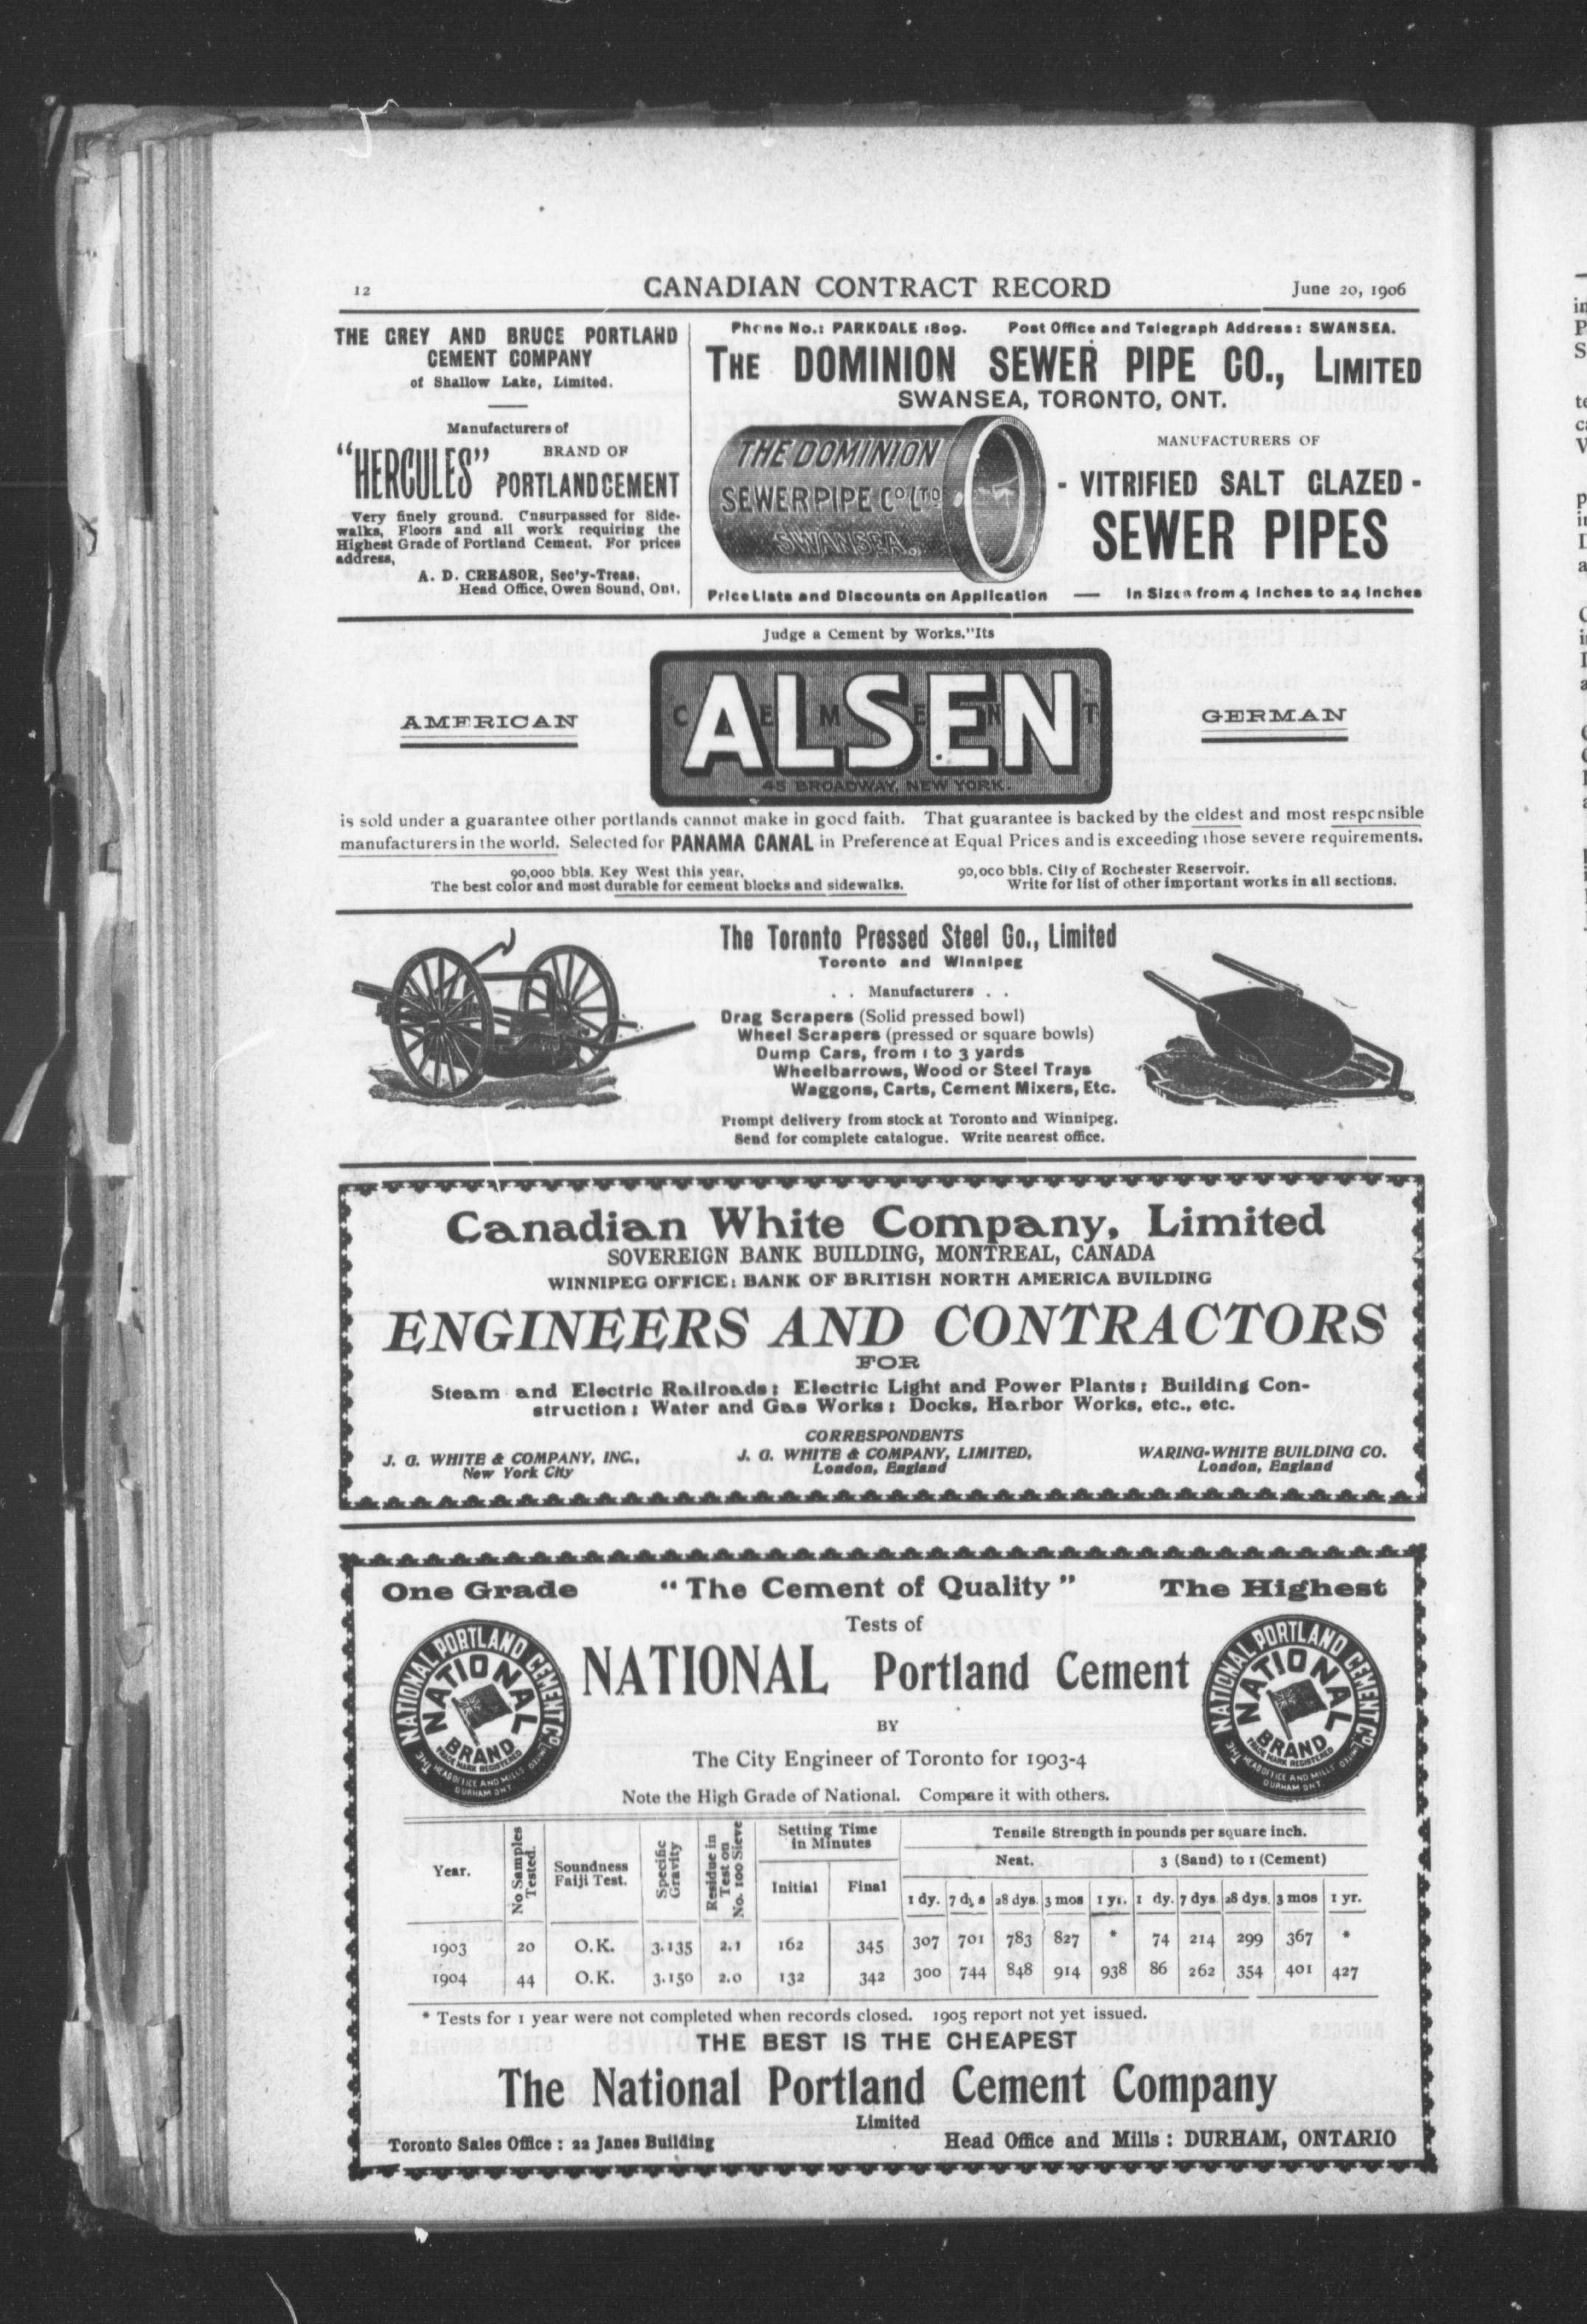 12
CANADIAN CONTRACT RECORD
June 20, 1906
THE GREY AND BRUCE PORTLAND
CEMENT COMPANY
of Shallow Lake, Limited.
Manufacturers of
"HERCULES" BRAND OF
PORTLAND CEMENT
Very finely ground. Cnsurpassed for Side-
walks, Floors and all work requiring the
Highest Grade of Portland Cement. For prices
address,
A. D. CREASOR, Sec'y-Treas.
Head Office, Owen Sound, Ont.
Phone No.: PARKDALE 1809. Post Office and Telegraph Address: SWANSEA.
THE DOMINION SEWER PIPE CO., LIMITED
SWANSEA, TORONTO, ONT.
THE DOMINION
SEWER PIPE CO. LTD
SWANSEA.
MANUFACTURERS OF
- VITRIFIED SALT GLAZED -
SEWER PIPES
Price Lists and Discounts on Application — In Sizes from 4 Inches to 24 Inches
Judge a Cement by Works."Its
AMERICAN
CEMENT
ALSEN
45 BROADWAY, NEW YORK.
GERMAN
is sold under a guarantee other portlands cannot make in good faith. That guarantee is backed by the oldest and most responsible
manufacturers in the world. Selected for PANAMA CANAL in Preference at Equal Prices and is exceeding those severe requirements.
90,000 bbls. Key West this year. 90,000 bbls. City of Rochester Reservoir.
The best color and most durable for cement blocks and sidewalks. Write for list of other important works in all sections.
The Toronto Pressed Steel Co., Limited
Toronto and Winnipeg
. . Manufacturers . .
Drag Scrapers (Solid pressed bowl)
Wheel Scrapers (pressed or square bowls)
Dump Cars, from 1 to 3 yards
Wheelbarrows, Wood or Steel Trays
Waggons, Carts, Cement Mixers, Etc.
Prompt delivery from stock at Toronto and Winnipeg.
Send for complete catalogue. Write nearest office.
Canadian White Company, Limited
SOVEREIGN BANK BUILDING, MONTREAL, CANADA
WINNIPEG OFFICE: BANK OF BRITISH NORTH AMERICA BUILDING
ENGINEERS AND CONTRACTORS
FOR
Steam and Electric Railroads; Electric Light and Power Plants; Building Con-
struction; Water and Gas Works; Docks, Harbor Works, etc., etc.
CORRESPONDENTS
J. G. WHITE & COMPANY, INC., J. G. WHITE & COMPANY, LIMITED, WARING-WHITE BUILDING CO.
New York City London, England London, England
One Grade "The Cement of Quality" The Highest
Tests of
NATIONAL Portland Cement
NATIONAL PORTLAND CEMENT CO.
NATIONAL
BRAND
TRADE MARK REGISTERED
THE LIMITED
HEAD OFFICE AND MILLS
DURHAM ONT
NATIONAL PORTLAND CEMENT CO.
NATIONAL
BRAND
TRADE MARK REGISTERED
THE LIMITED
HEAD OFFICE AND MILLS
DURHAM ONT
BY
The City Engineer of Toronto for 1903-4
Note the High Grade of National. Compare it with others.
Year. No Samples Tested. Soundness Faiji Test. Specific Gravity Residue in Test on No. 100 Sieve Setting Time in Minutes Tensile Strength in pounds per square inch.
Neat. 3 (Sand) to 1 (Cement)
Initial Final 1 dy. 7 dys 28 dys. 3 mos 1 yr. 1 dy. 7 dys. 28 dys. 3 mos 1 yr.
1903 20 O.K. 3.135 2.1 162 345 307 701 783 827 * 74 214 299 367 *
1904 44 O.K. 3.150 2.0 132 342 300 744 848 914 938 86 262 354 401 427
* Tests for 1 year were not completed when records closed. 1905 report not yet issued.
THE BEST IS THE CHEAPEST
The National Portland Cement Company
Limited
Toronto Sales Office: 22 Janes Building Head Office and Mills: DURHAM, ONTARIO